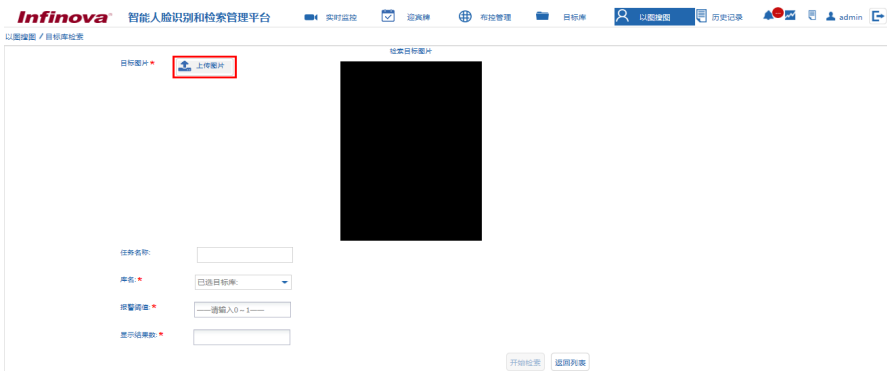 Infinova 智能人脸识别和检索管理平台 实时监控 迎宾牌 布控管理 目标库 以图搜图 历史记录 admin
以图搜图 / 目标库检索
检索目标图片
目标图片* 上传图片
任务名称:
库名:* 已选目标库:
报警阈值:* ——请输入0－1——
显示结果数:*
开始检索 返回列表